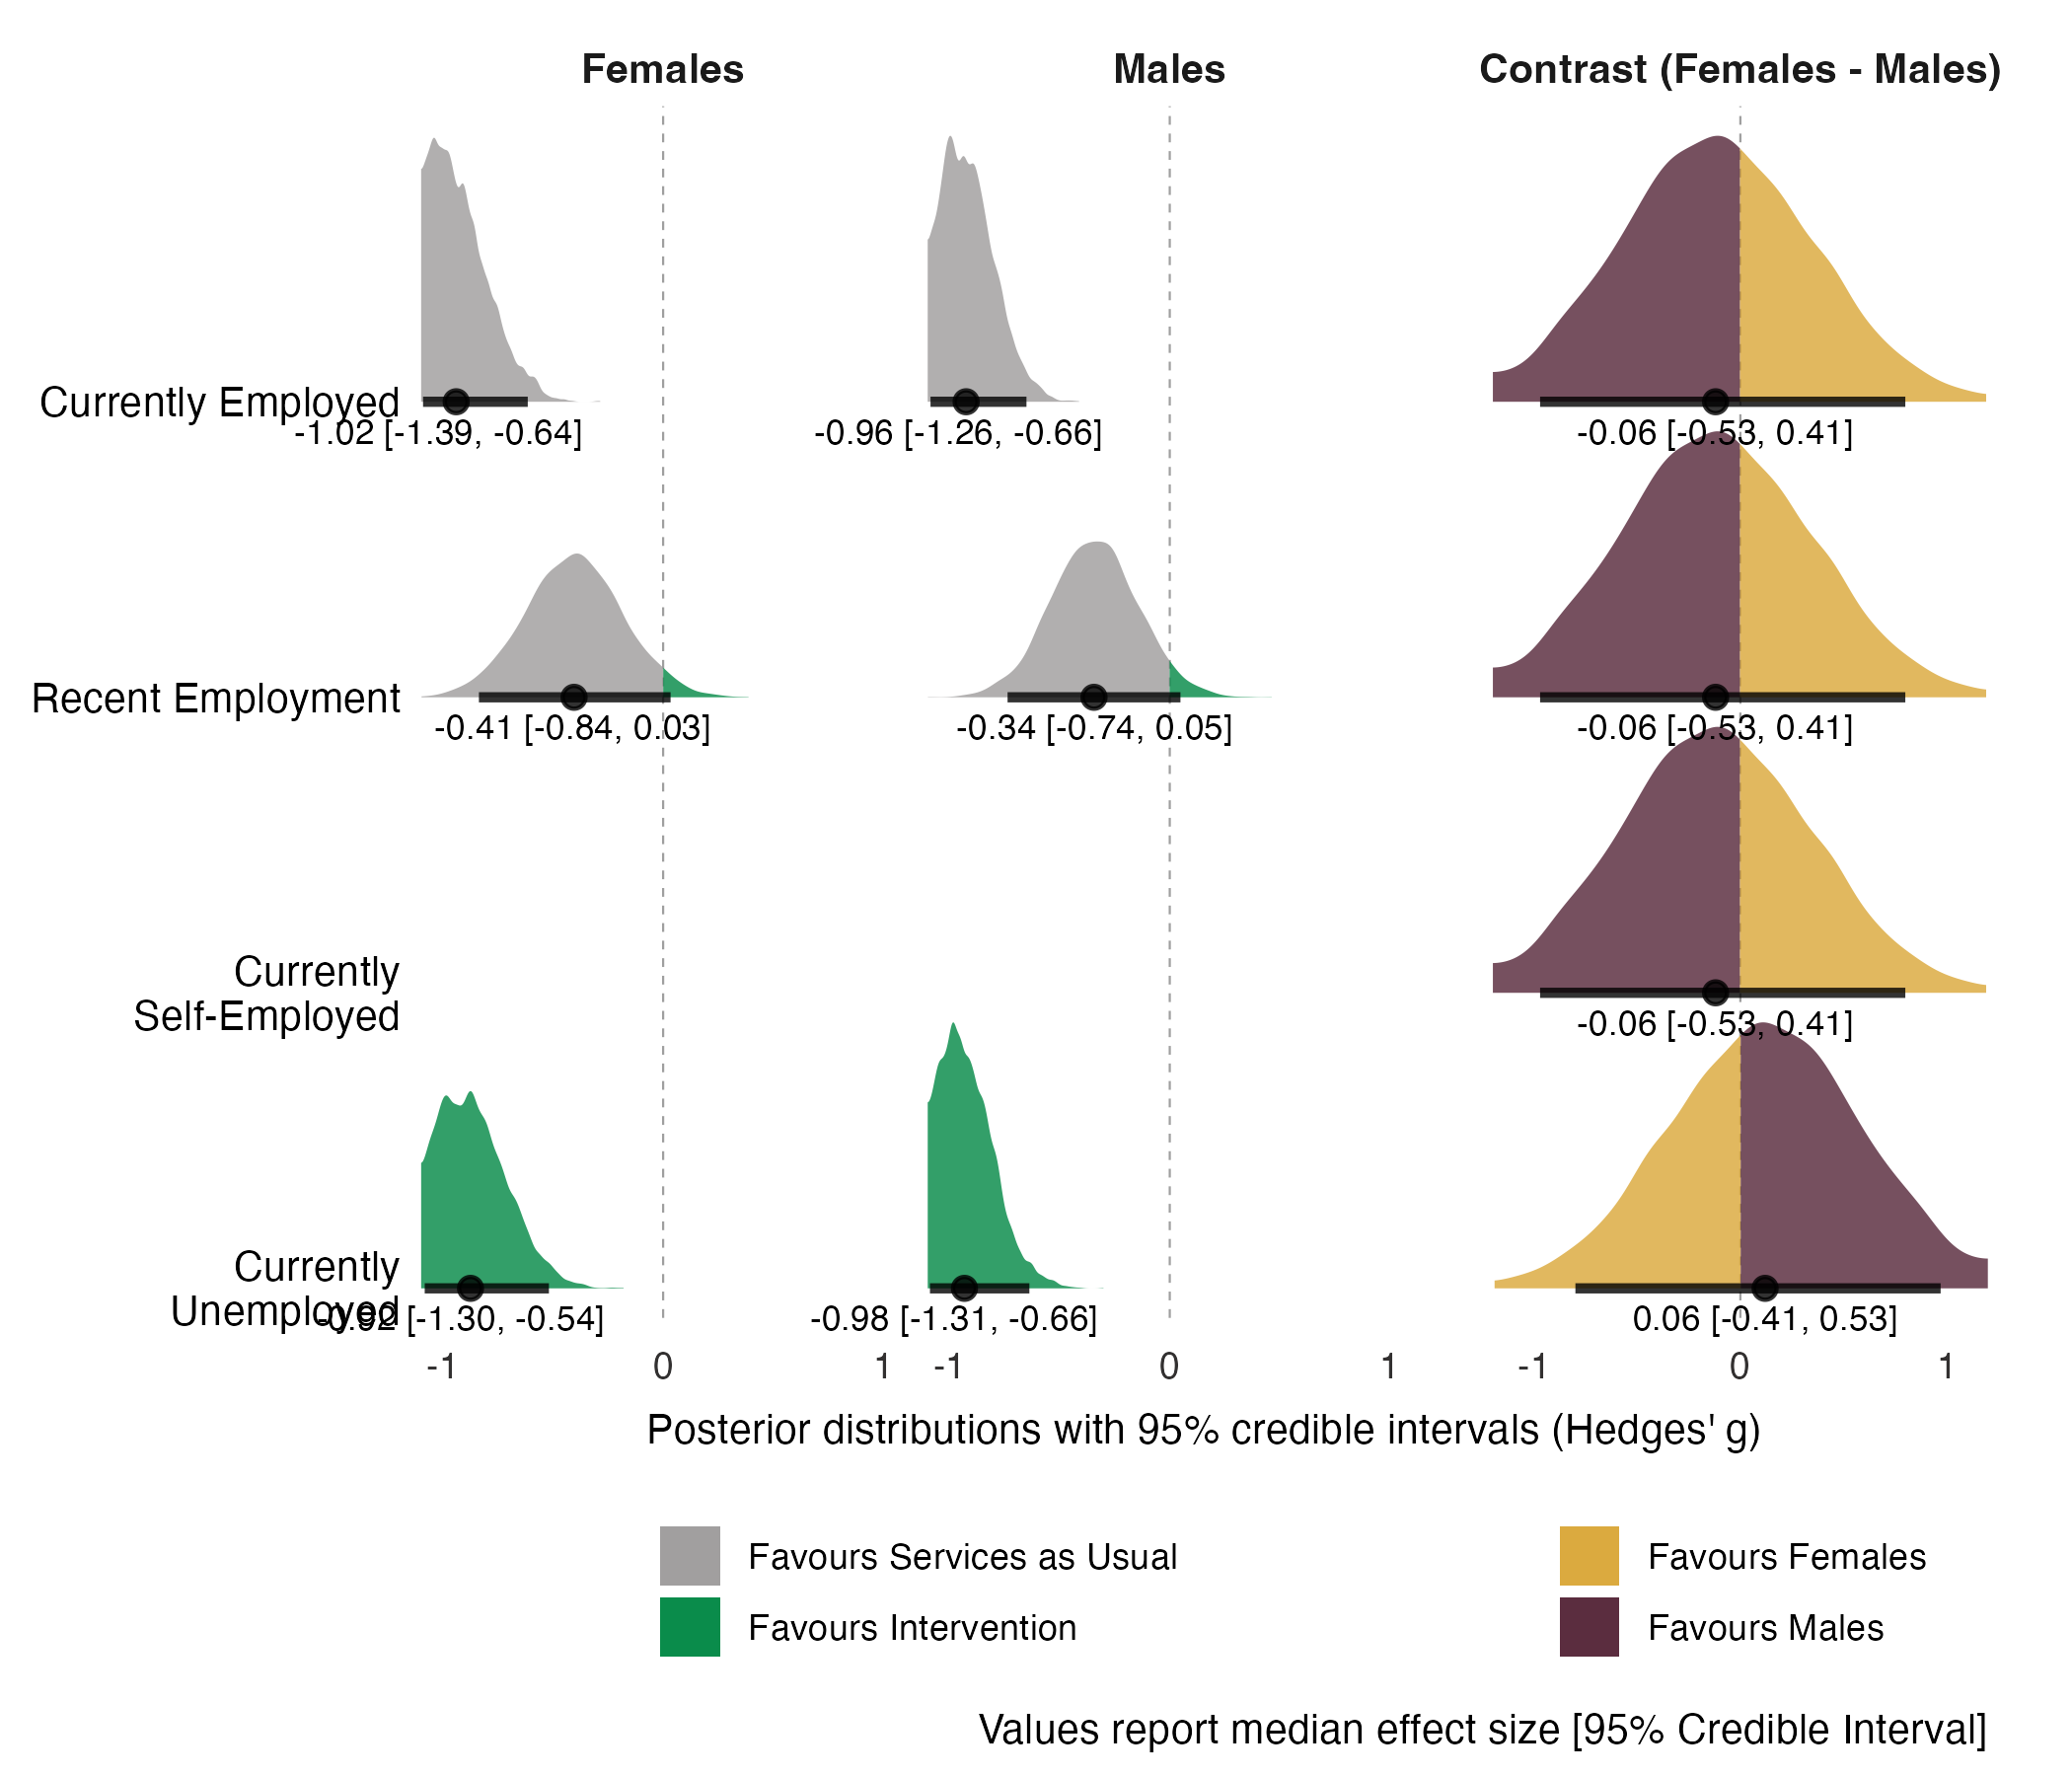 Females Males Contrast (Females - Males)
Currently Employed
-1.02 [-1.39, -0.64] -0.96 [-1.26, -0.66] -0.06 [-0.53, 0.41]
Recent Employment
-0.41 [-0.84, 0.03] -0.34 [-0.74, 0.05] -0.06 [-0.53, 0.41]
Currently
Self-Employed
-0.06 [-0.53, 0.41]
Currently
Unemployed
-0.92 [-1.30, -0.54] -0.98 [-1.31, -0.66] 0.06 [-0.41, 0.53]
-1 0 1 -1 0 1 -1 0 1
Posterior distributions with 95% credible intervals (Hedges' g)
Favours Services as Usual Favours Females
Favours Intervention Favours Males
Values report median effect size [95% Credible Interval]